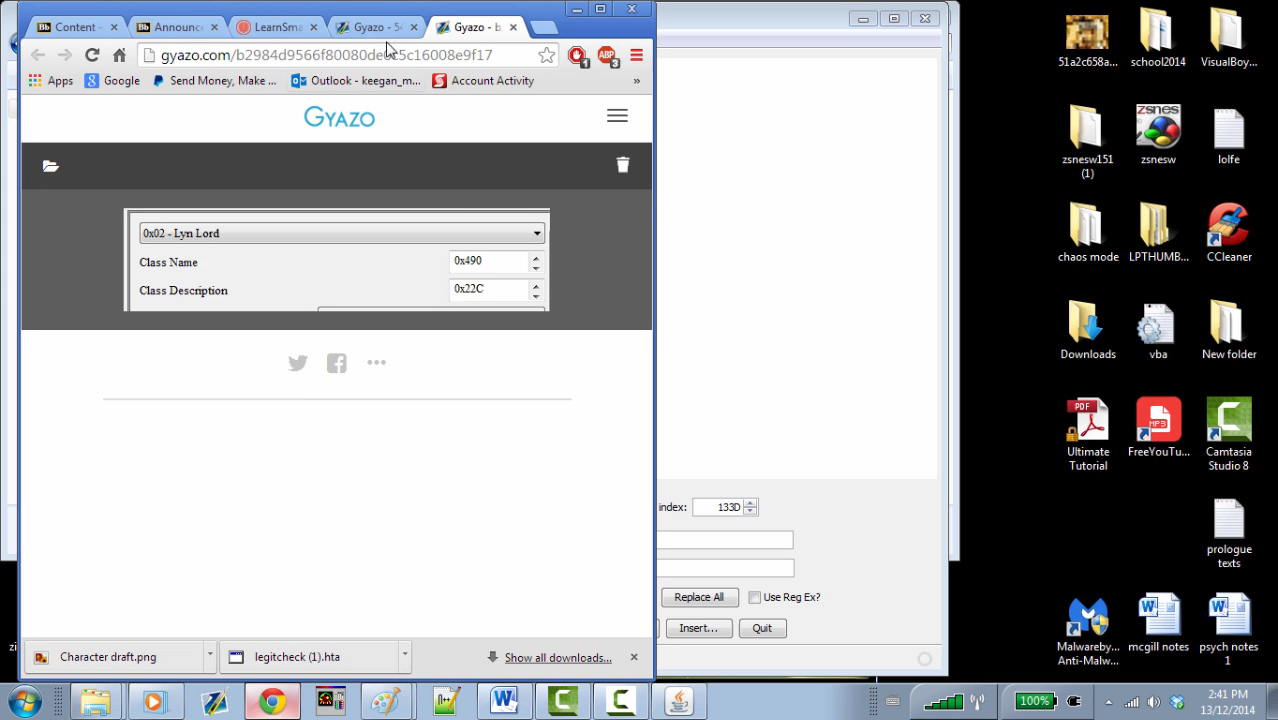 Content -
Announc
LearnSma
Gyazo - 5
Gyazo - b
gyazo.com/
Apps
Google
Send Money, Make ...
Outlook - keegan_m...
Account Activity
»
GYAZO
0x02 - Lyn Lord
Class Name
0x490
Class Description
0x22C
index:
133D
Replace All
Use Reg Ex?
Insert...
Quit
Character draft.png
legitcheck (1).hta
Show all downloads...
51a2c658a...
school2014
VisualBoy
zsnesw151
(1)
zsnesw
lolfe
chaos mode
LPTHUMB...
CCleaner
Downloads
vba
New folder
PDF
Ultimate
Tutorial
MP3
FreeYouTu...
Camtasia
Studio 8
prologue
texts
Malwareby...
Anti-Malw...
mcgill notes
psych notes
1
100%
2:41 PM
13/12/2014